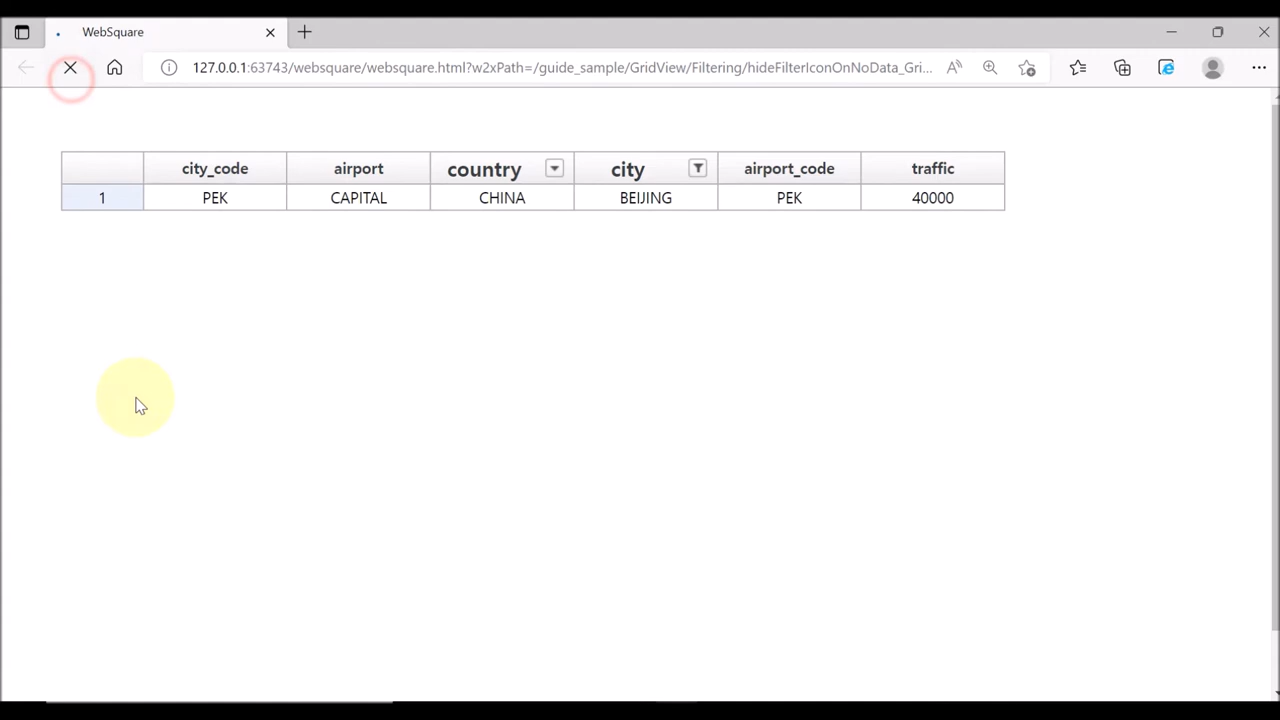 WebSquare
127.0.0.1:63743/websquare/websquare.html?w2xPath=/guide_sample/GridView/Filtering/hideFilterIconOnNoData_Gri...
city_code airport country city airport_code traffic
1 PEK CAPITAL CHINA BEIJING PEK 40000